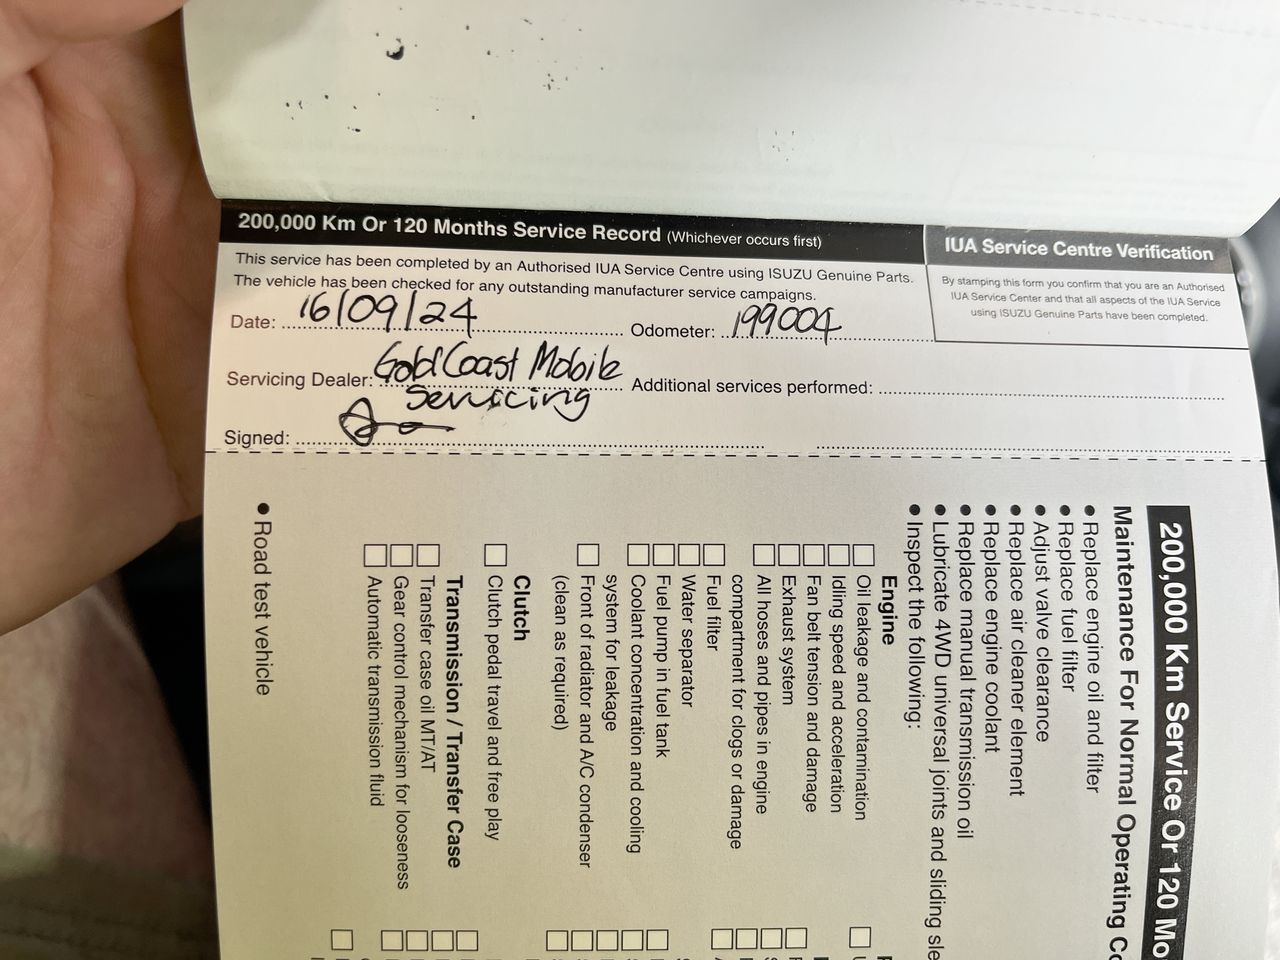 200,000 Km Or 120 Months Service Record (Whichever occurs first)
This service has been completed by an Authorised IUA Service Centre using ISUZU Genuine Parts.
The vehicle has been checked for any outstanding manufacturer service campaigns.
Date: 16/09/24 Odometer: 199004
Servicing Dealer: Gold Coast Mobile Additional services performed:
Servicing
Signed:
IUA Service Centre Verification
By stamping this form you confirm that you are an Authorised
IUA Service Center and that all aspects of the IUA Service
using ISUZU Genuine Parts have been completed.
200,000 Km Service Or 120 Mo
Maintenance For Normal Operating Co
• Replace engine oil and filter
• Replace fuel filter
• Adjust valve clearance
• Replace air cleaner element
• Replace engine coolant
• Replace manual transmission oil
• Lubricate 4WD universal joints and sliding sle
• Inspect the following:
Engine
Oil leakage and contamination
Idling speed and acceleration
Fan belt tension and damage
Exhaust system
All hoses and pipes in engine
compartment for clogs or damage
Fuel filter
Water separator
Fuel pump in fuel tank
Coolant concentration and cooling
system for leakage
Front of radiator and A/C condenser
(clean as required)
Clutch
Clutch pedal travel and free play
Transmission / Transfer Case
Transfer case oil MT/AT
Gear control mechanism for looseness
Automatic transmission fluid
• Road test vehicle